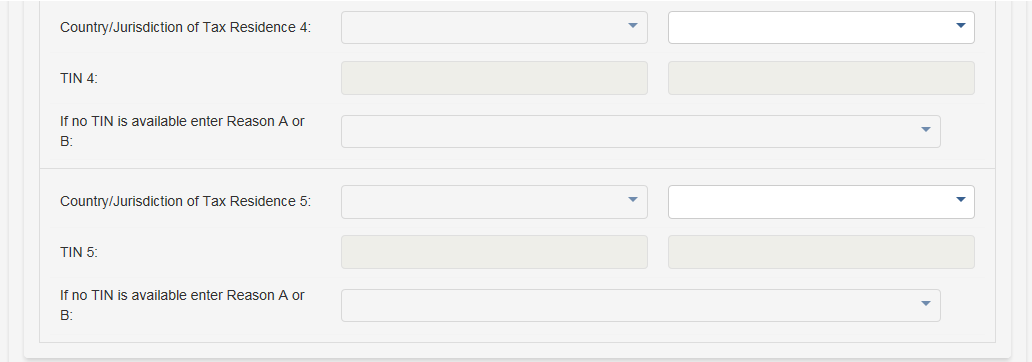 Country/Jurisdiction of Tax Residence 4:
TIN 4:
If no TIN is available enter Reason A or
B:
Country/Jurisdiction of Tax Residence 5:
TIN 5:
If no TIN is available enter Reason A or
B: